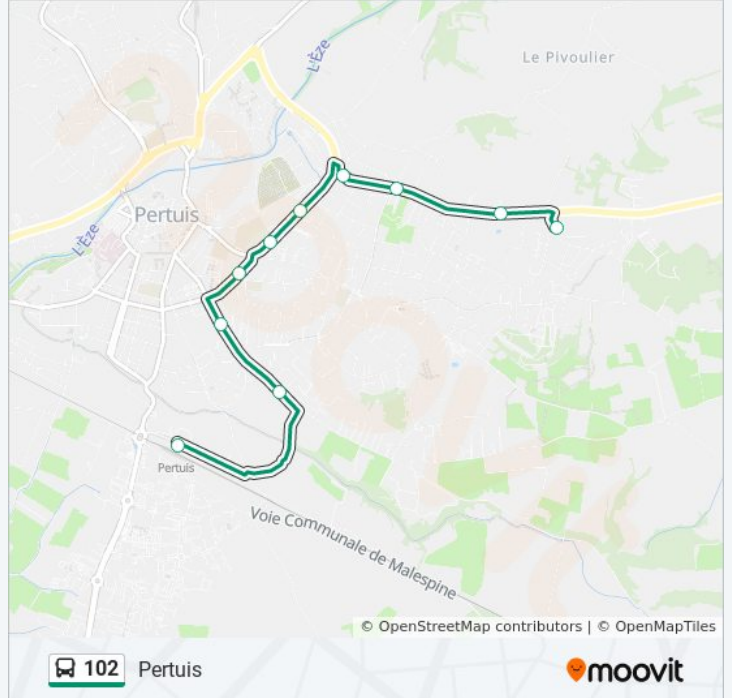 L'Èze
Le Pivoulier
Pertuis
L'Èze
Pertuis
Voie Communale de Malespine
© OpenStreetMap contributors | © OpenMapTiles
102 Pertuis
moovit